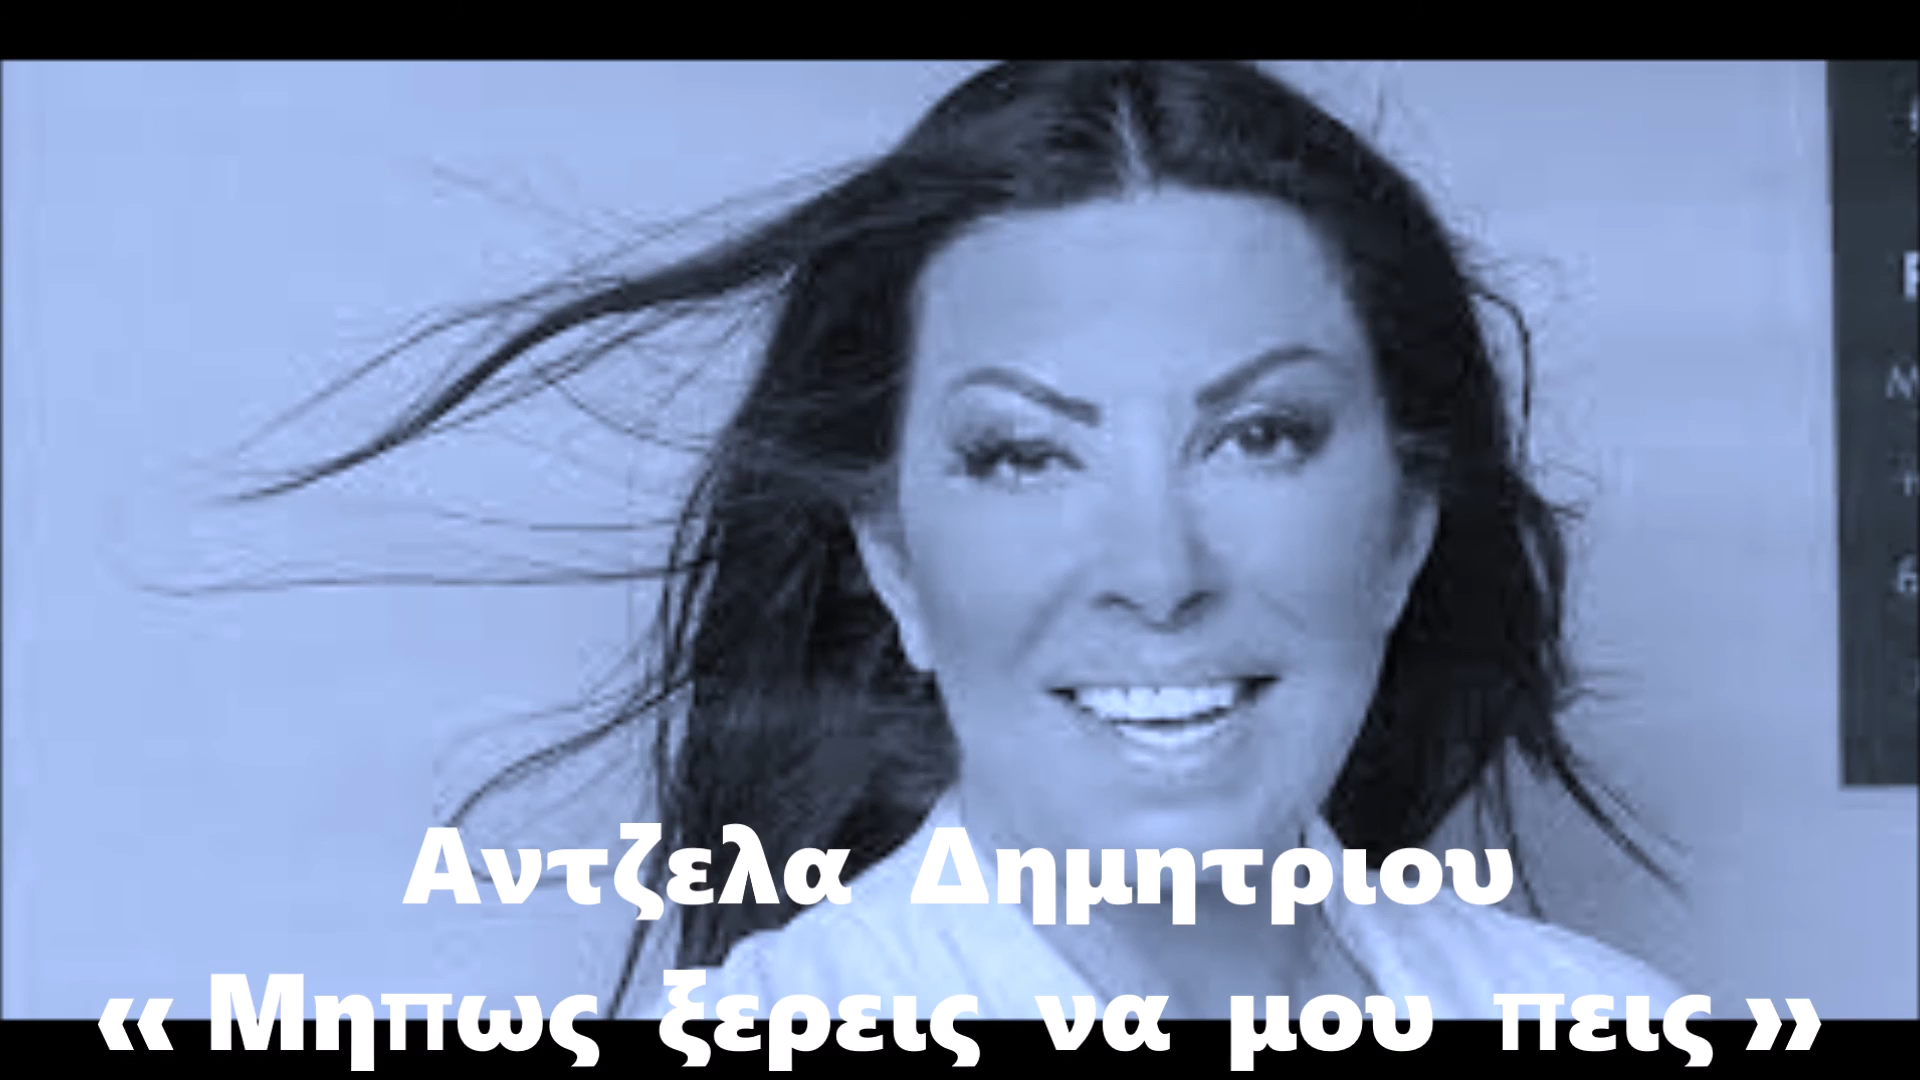 Αντζελα Δημητριου
« Μηπως ξερεις να μου πεις »